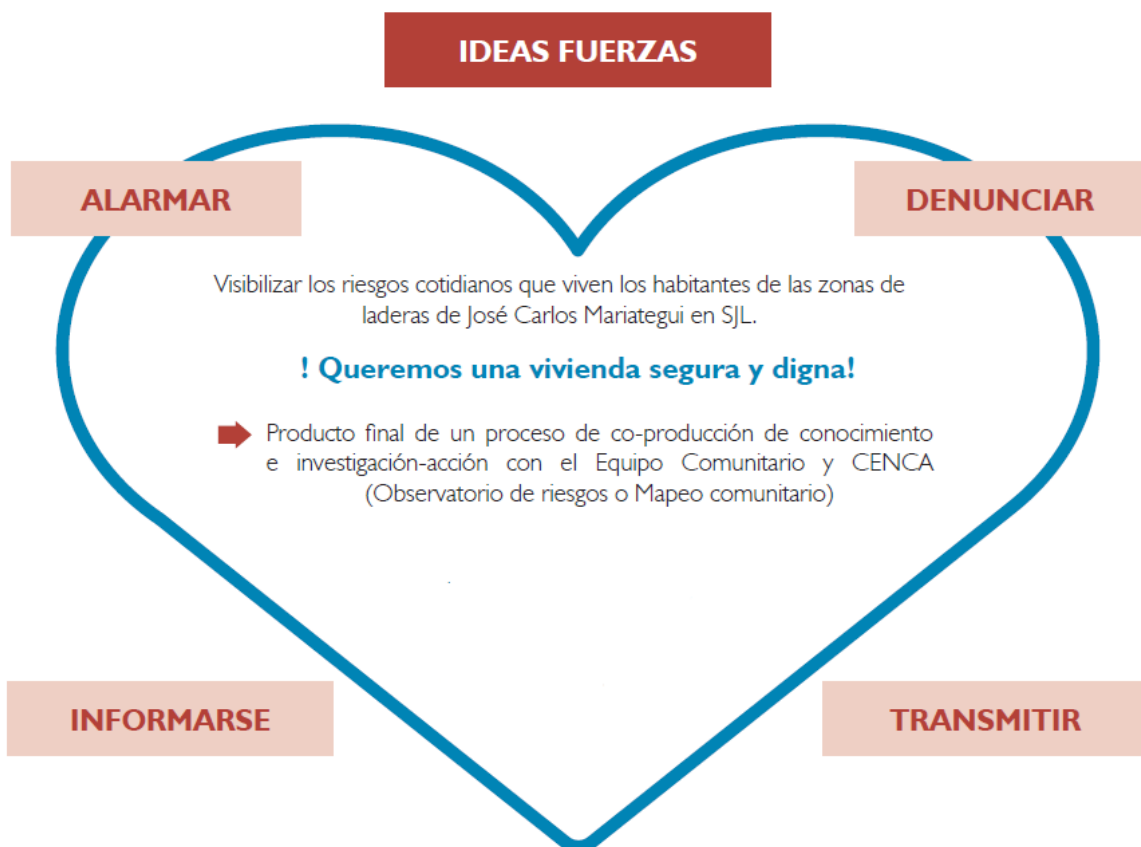 IDEAS FUERZAS
ALARMAR
DENUNCIAR
Visibilizar los riesgos cotidianos que viven los habitantes de las zonas de
laderas de José Carlos Mariategui en SJL.
! Queremos una vivienda segura y digna!
Producto final de un proceso de co-producción de conocimiento
e investigación-acción con el Equipo Comunitario y CENCA
(Observatorio de riesgos o Mapeo comunitario)
INFORMARSE
TRANSMITIR